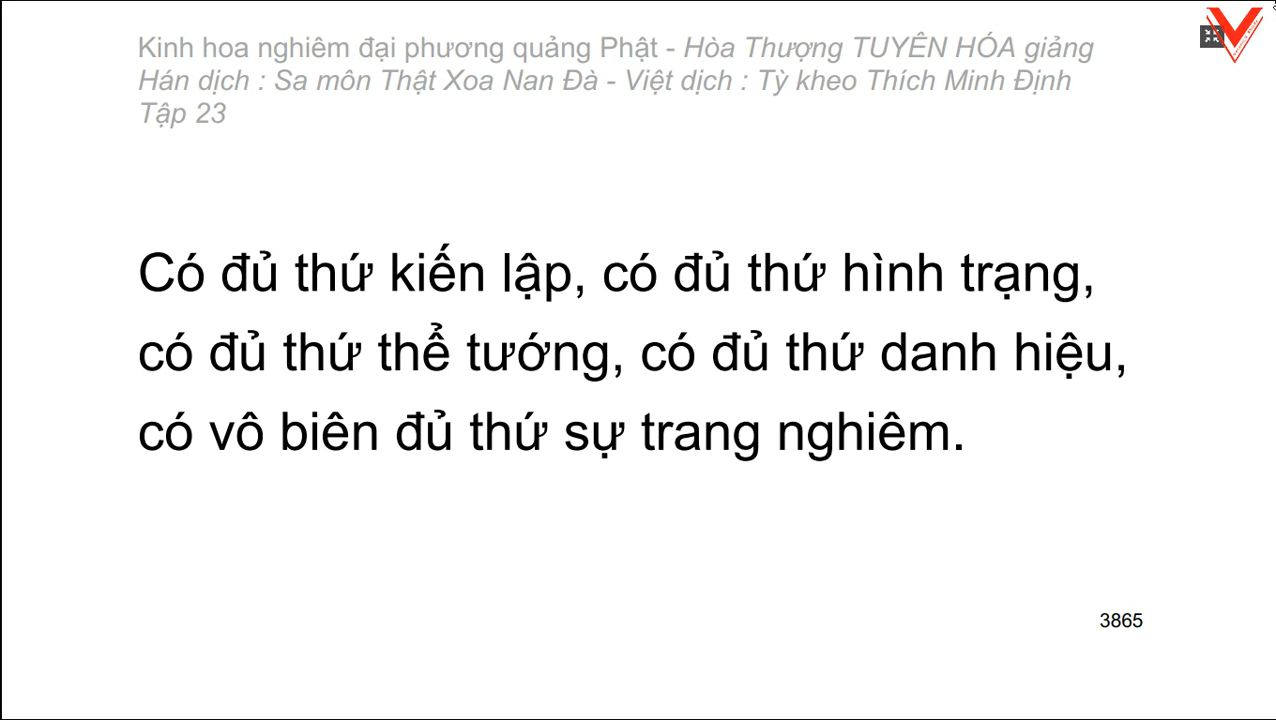 Kinh hoa nghiêm đại phương quảng Phật - Hòa Thượng TUYÊN HÓA giảng
Hán dịch : Sa môn Thật Xoa Nan Đà - Việt dịch : Tỳ kheo Thích Minh Định
Tập 23
Có đủ thứ kiến lập, có đủ thứ hình trạng,
có đủ thứ thể tướng, có đủ thứ danh hiệu,
có vô biên đủ thứ sự trang nghiêm.
3865